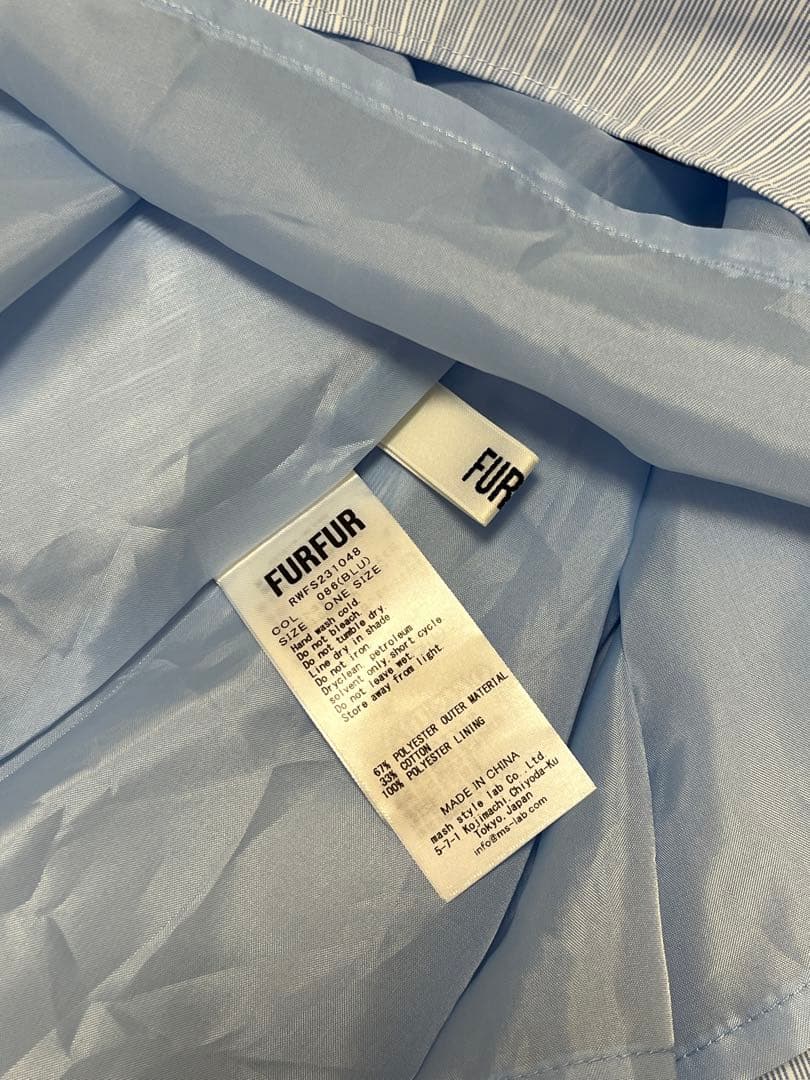 FUR
FURFUR
RWFS231048
COL 086(BLU)
SIZE ONE SIZE
Hand wash cold.
Do not bleach.
Do not tumble dry.
Line dry in shade
Do not iron.
Dryclean, petroleum
solvent only,short cycle
Do not leave wet.
Store away from light.
67% POLYESTER OUTER MATERIAL
33% COTTON
100% POLYESTER LINING
MADE IN CHINA
mash style lab Co., Ltd
5-7-1 Kojimachi,Chiyoda-Ku
Tokyo,Japan
info@ms-lab.com